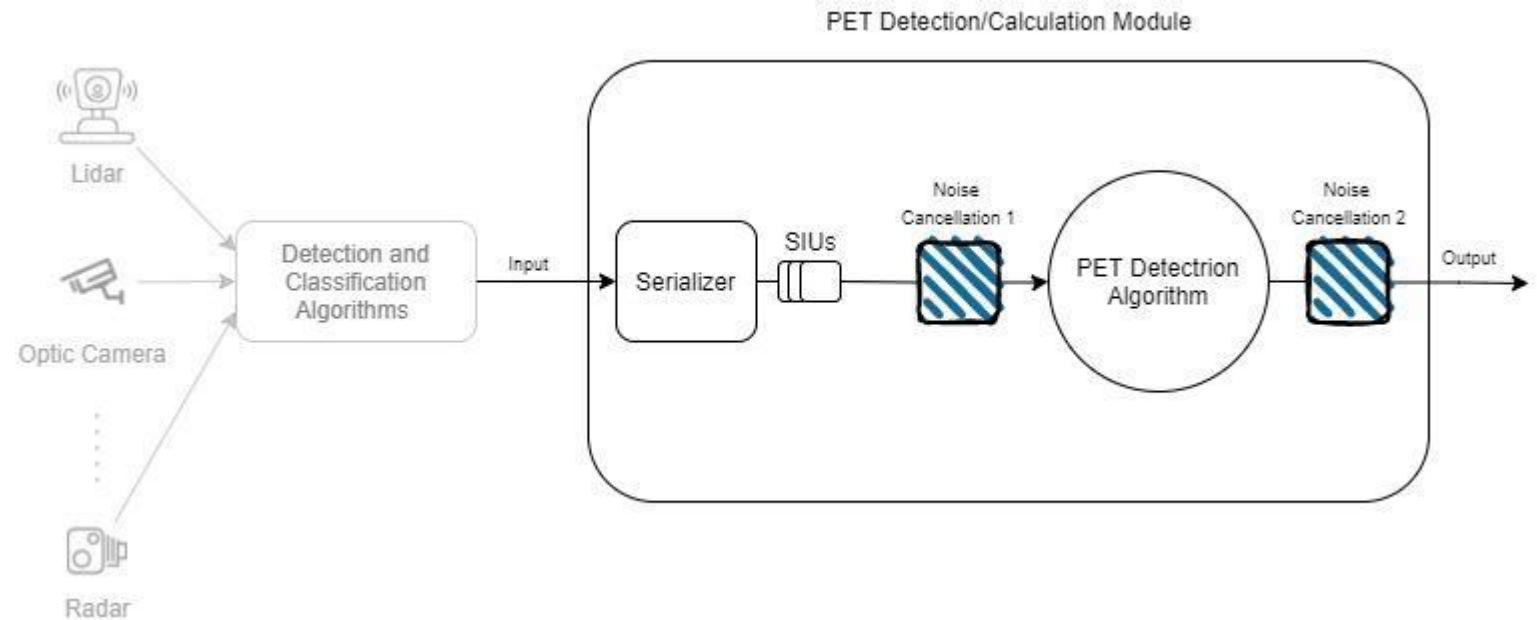 PET Detection/Calculation Module
Lidar
Optic Camera
Radar
Detection and
Classification
Algorithms
Input
Serializer
SIUs
Noise
Cancellation 1
PET Detectrion
Algorithm
Noise
Cancellation 2
Output